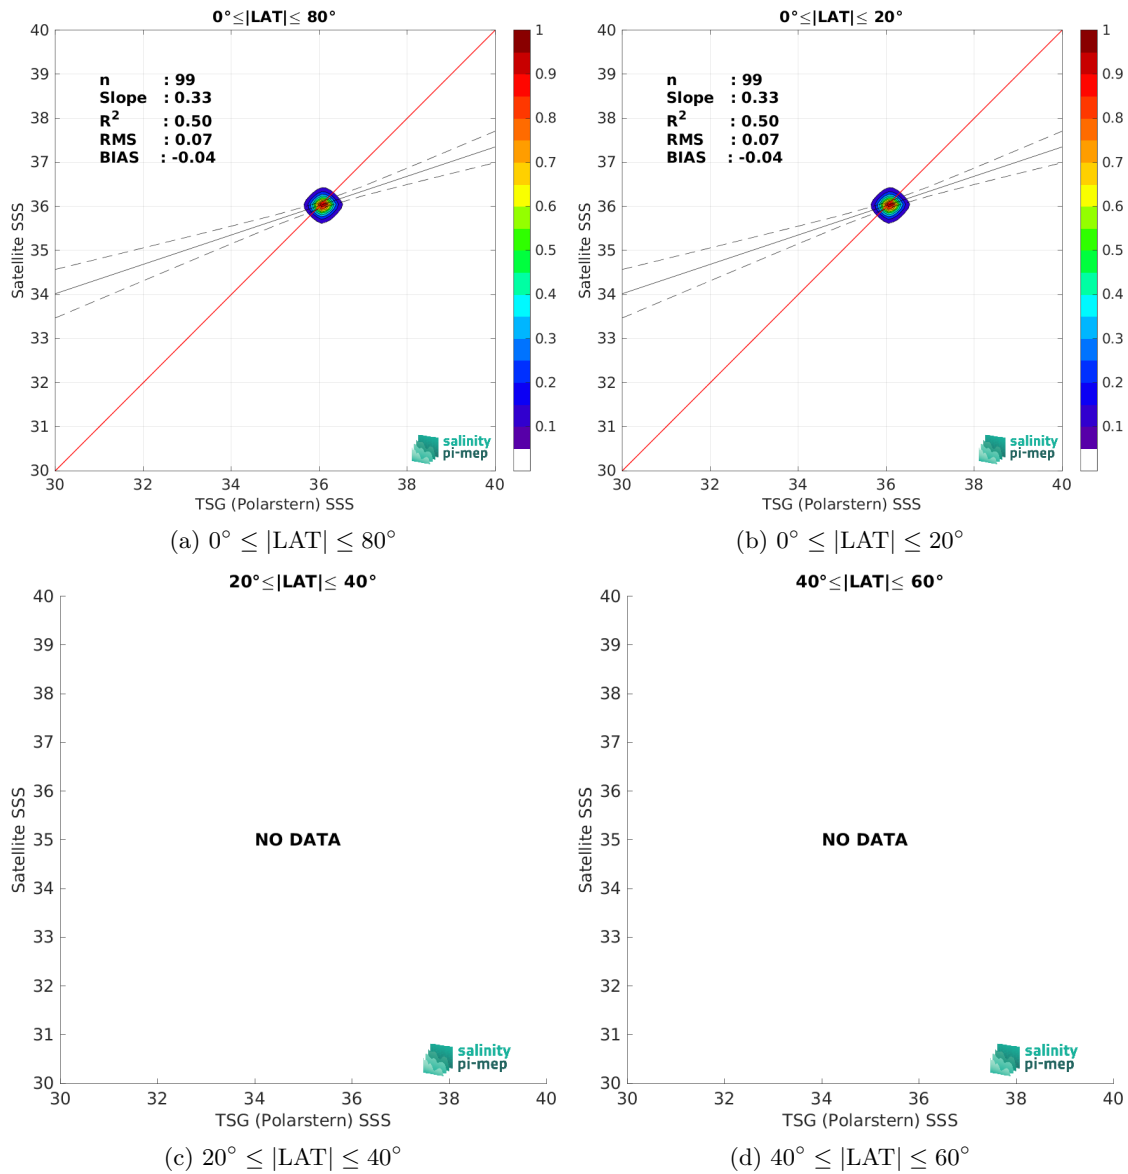 0°≤|LAT|≤ 80°
40
39
38
37
36
35
34
33
32
31
30
Satellite SSS
n : 99
Slope : 0.33
R² : 0.50
RMS : 0.07
BIAS : -0.04
1
0.9
0.8
0.7
0.6
0.5
0.4
0.3
0.2
0.1
salinity
pi-mep
30 32 34 36 38 40
TSG (Polarstern) SSS
(a) 0° ≤ |LAT| ≤ 80°
0°≤|LAT|≤ 20°
40
39
38
37
36
35
34
33
32
31
30
Satellite SSS
n : 99
Slope : 0.33
R² : 0.50
RMS : 0.07
BIAS : -0.04
1
0.9
0.8
0.7
0.6
0.5
0.4
0.3
0.2
0.1
salinity
pi-mep
30 32 34 36 38 40
TSG (Polarstern) SSS
(b) 0° ≤ |LAT| ≤ 20°
20°≤|LAT|≤ 40°
40
39
38
37
36
35
34
33
32
31
30
Satellite SSS
NO DATA
salinity
pi-mep
30 32 34 36 38 40
TSG (Polarstern) SSS
(c) 20° ≤ |LAT| ≤ 40°
40°≤|LAT|≤ 60°
40
39
38
37
36
35
34
33
32
31
30
Satellite SSS
NO DATA
salinity
pi-mep
30 32 34 36 38 40
TSG (Polarstern) SSS
(d) 40° ≤ |LAT| ≤ 60°